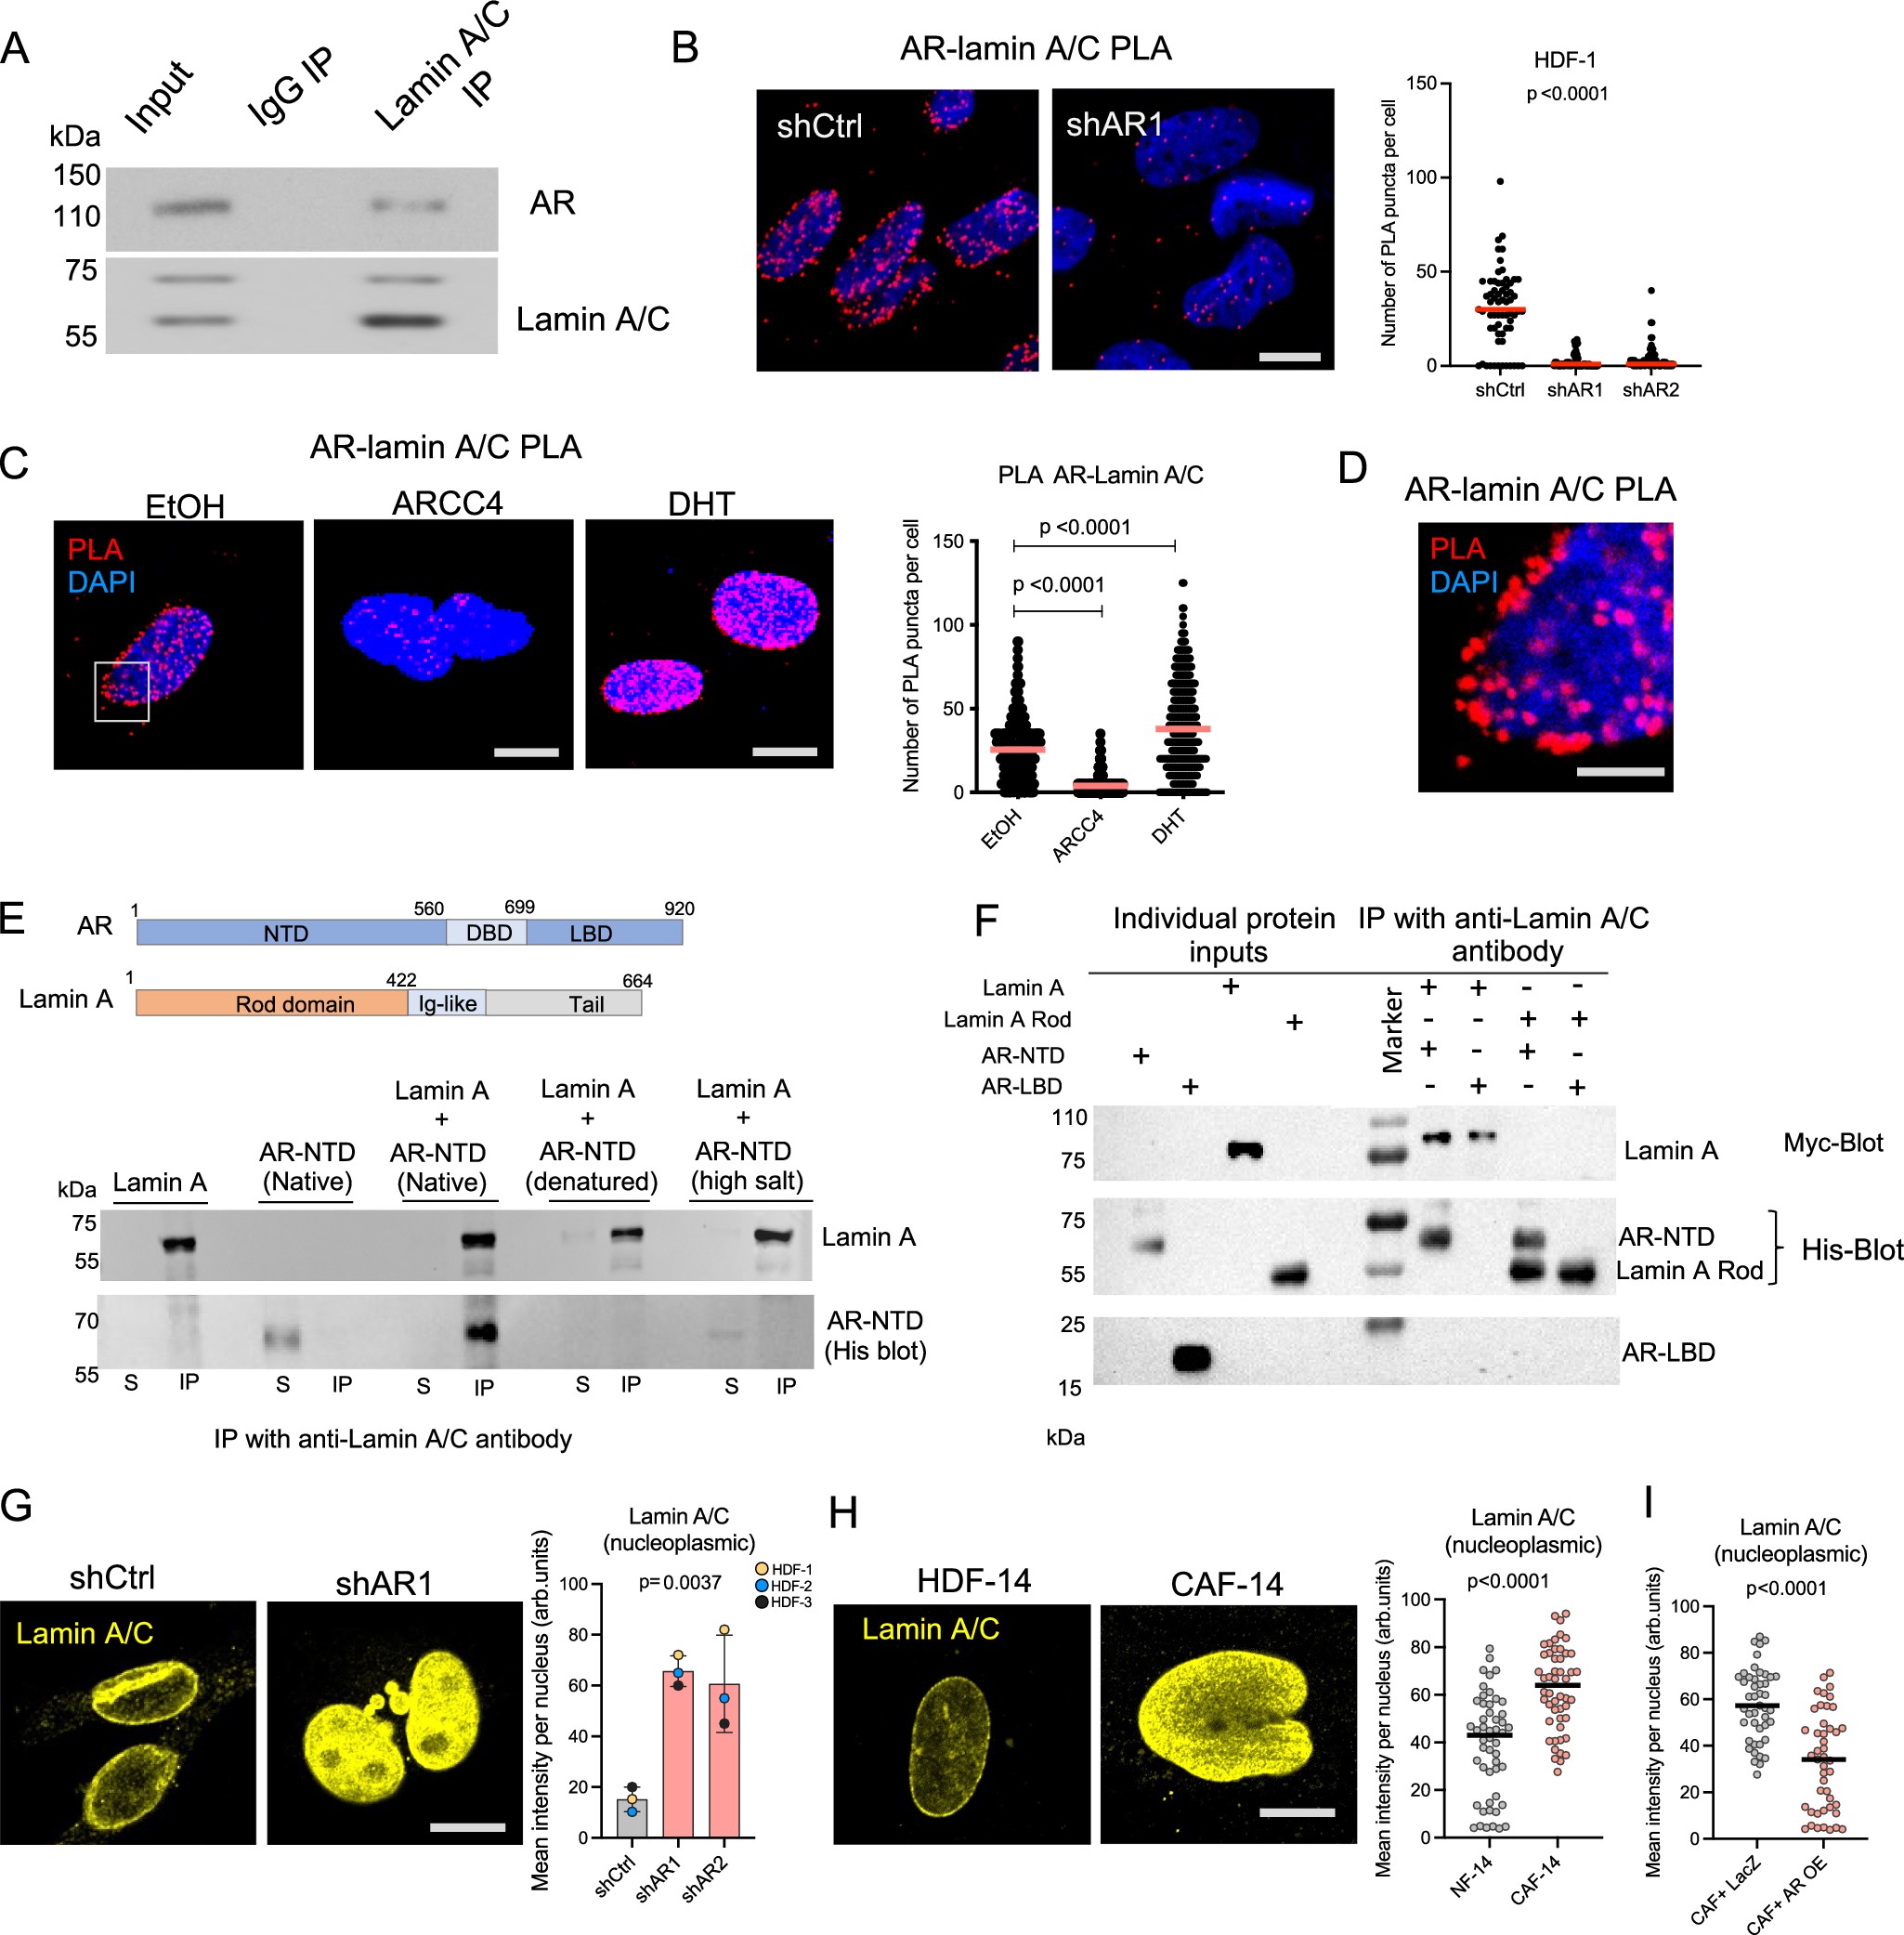 A
Input
IgG IP
Lamin A/C
IP
kDa
150
110
AR
75
55
Lamin A/C
B
AR-lamin A/C PLA
shCtrl
shAR1
HDF-1
p <0.0001
Number of PLA puncta per cell
150
100
50
0
shCtrl
shAR1
shAR2
C
AR-lamin A/C PLA
EtOH
ARCC4
DHT
PLA
DAPI
PLA AR-Lamin A/C
p <0.0001
p <0.0001
Number of PLA puncta per cell
150
100
50
0
EtOH
ARCC4
DHT
D
AR-lamin A/C PLA
PLA
DAPI
E
1
560
699
920
AR
NTD
DBD
LBD
1
422
664
Lamin A
Rod domain
Ig-like
Tail
Lamin A
AR-NTD
(Native)
Lamin A
+
AR-NTD
(Native)
Lamin A
+
AR-NTD
(denatured)
Lamin A
+
AR-NTD
(high salt)
kDa
75
55
Lamin A
70
55
AR-NTD
(His blot)
S IP S IP S IP S IP S IP
IP with anti-Lamin A/C antibody
F
Individual protein
inputs
IP with anti-Lamin A/C
antibody
Lamin A + + + - -
Lamin A Rod + - - + +
AR-NTD + + - + -
AR-LBD + - + - +
Marker
110
75
Lamin A
Myc-Blot
75
55
AR-NTD
Lamin A Rod
His-Blot
25
15
AR-LBD
kDa
G
shCtrl
shAR1
Lamin A/C
Lamin A/C
(nucleoplasmic)
p=0.0037
HDF-1
HDF-2
HDF-3
Mean intensity per nucleus (arb.units)
100
80
60
40
20
0
shCtrl
shAR1
shAR2
H
HDF-14
CAF-14
Lamin A/C
Lamin A/C
(nucleoplasmic)
p<0.0001
Mean intensity per nucleus (arb.units)
100
80
60
40
20
0
NF-14
CAF-14
I
Lamin A/C
(nucleoplasmic)
p<0.0001
Mean intensity per nucleus (arb.units)
100
80
60
40
20
0
CAF+ LacZ
CAF+ AR OE